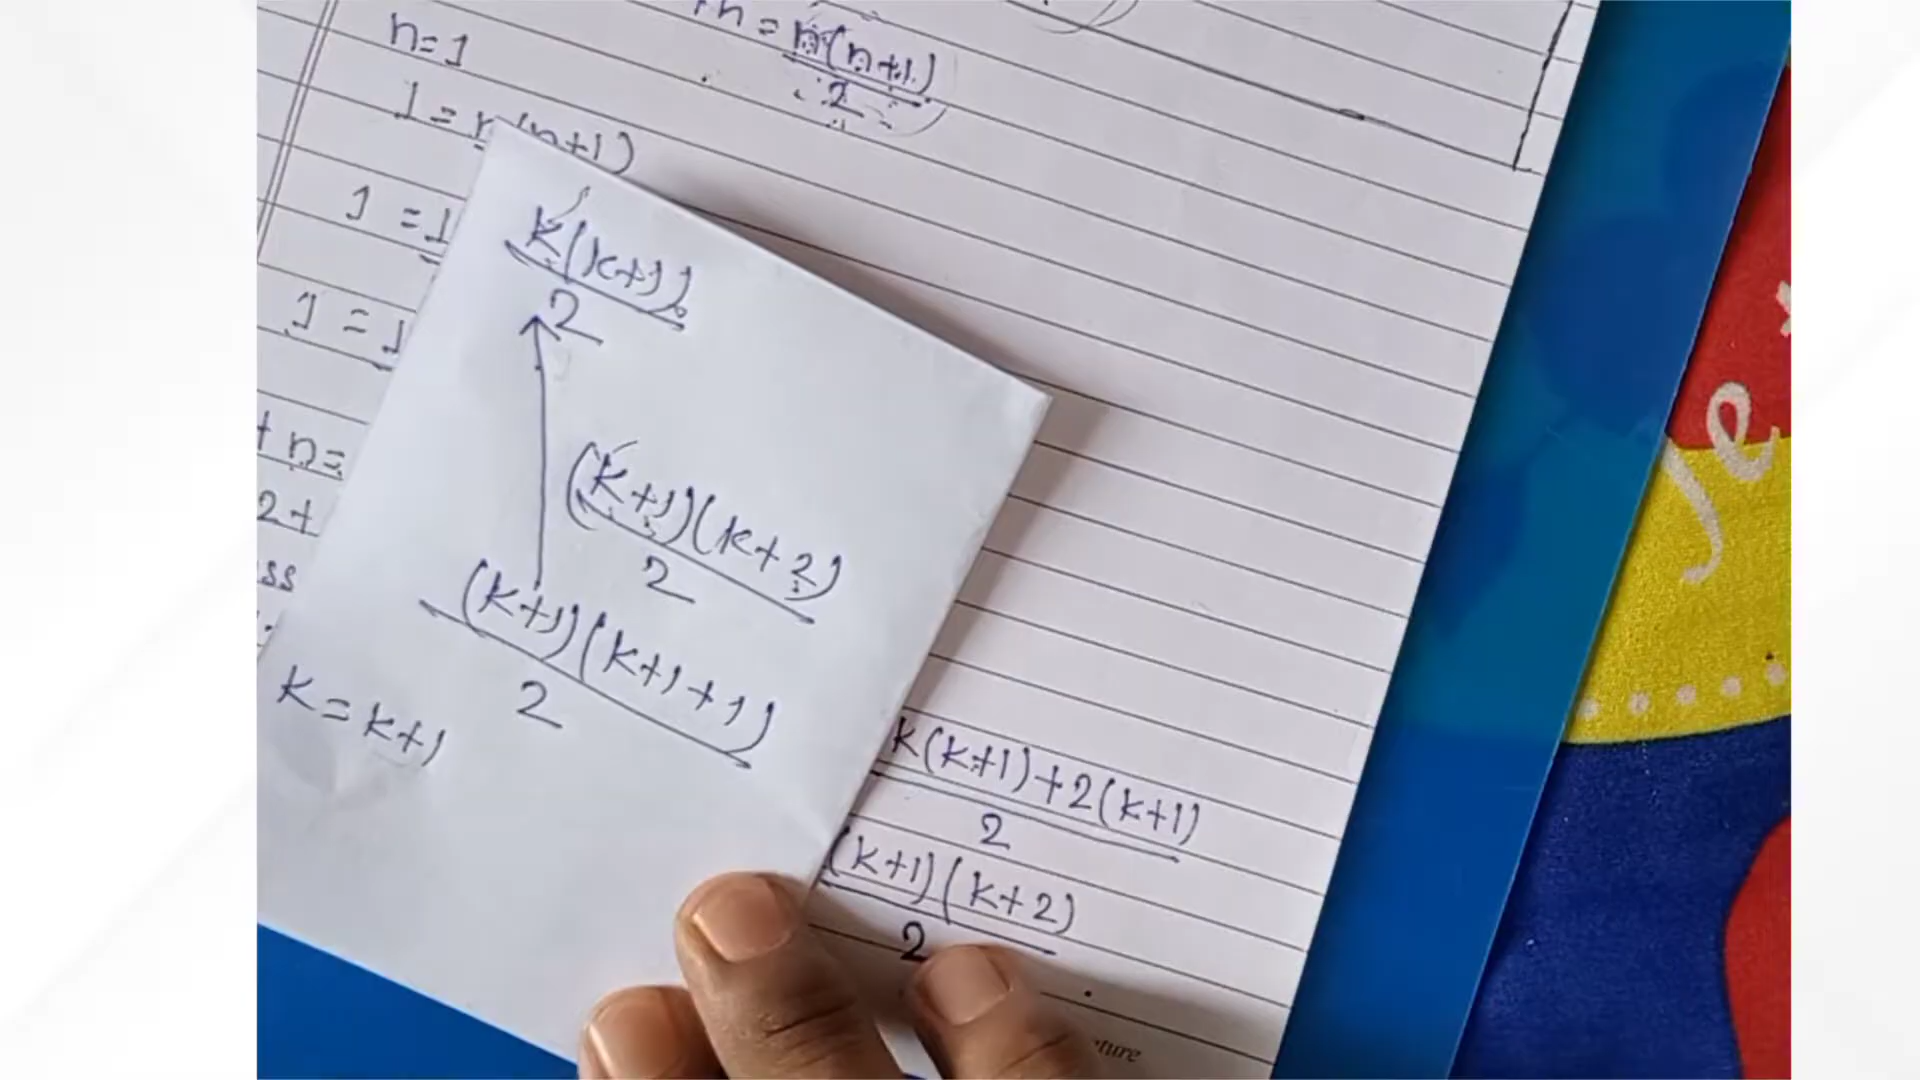 n=1
n = n(n+1)/2
1 = n(n+1)
1 = 1
1 = 1
+ n=
2+
ss
k(k+1)/2
(k+1)(k+2)/2
(k+1)(k+1+1)/2
k=k+1
k(k+1)+2(k+1)/2
(k+1)(k+2)/2
je